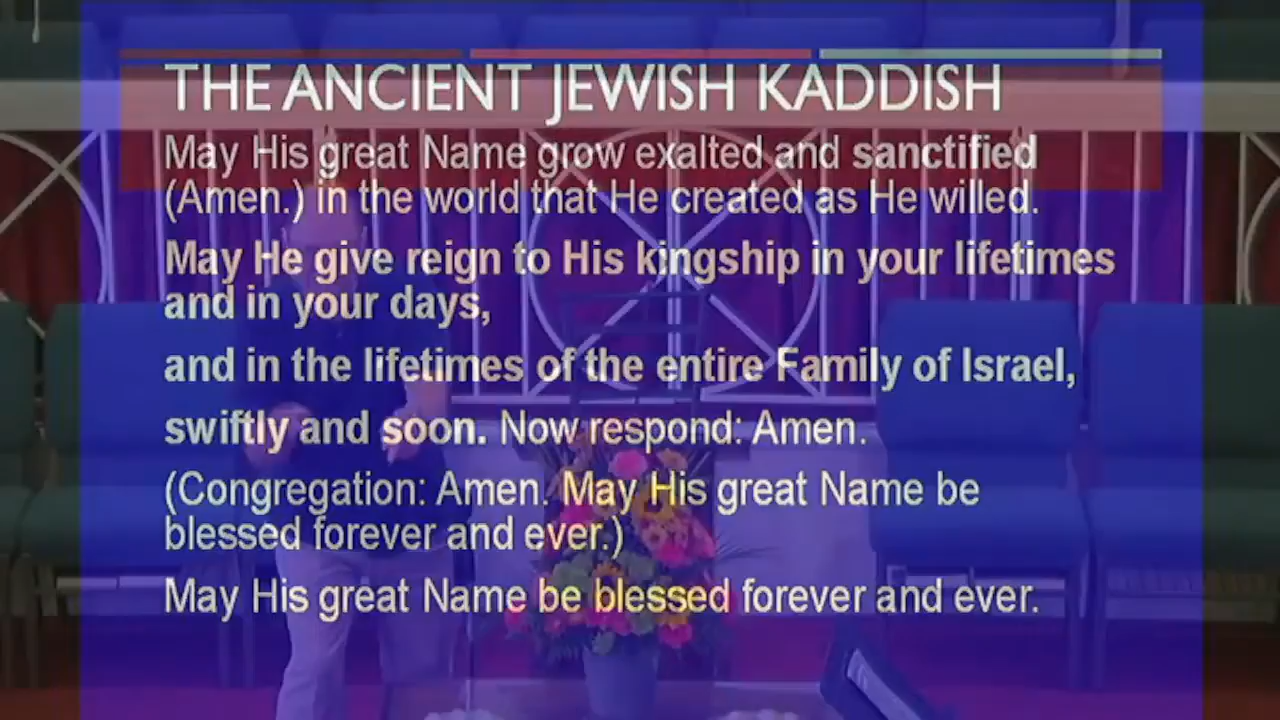 THE ANCIENT JEWISH KADDISH
May His great Name grow exalted and sanctified
(Amen.) in the world that He created as He willed.
May He give reign to His kingship in your lifetimes
and in your days,
and in the lifetimes of the entire Family of Israel,
swiftly and soon. Now respond: Amen.
(Congregation: Amen. May His great Name be
blessed forever and ever.)
May His great Name be blessed forever and ever.